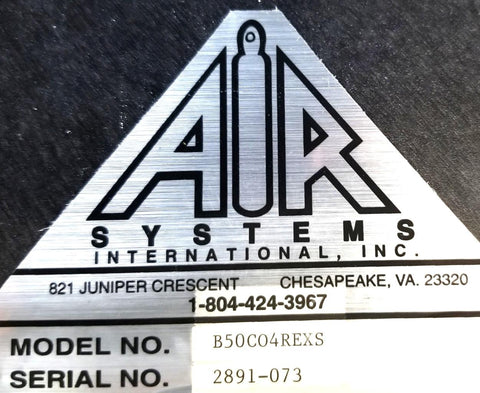 AIR
SYSTEMS
INTERNATIONAL, INC.
821 JUNIPER CRESCENT CHESAPEAKE, VA. 23320
1-804-424-3967
MODEL NO. B50CO4REXS
SERIAL NO. 2891-073